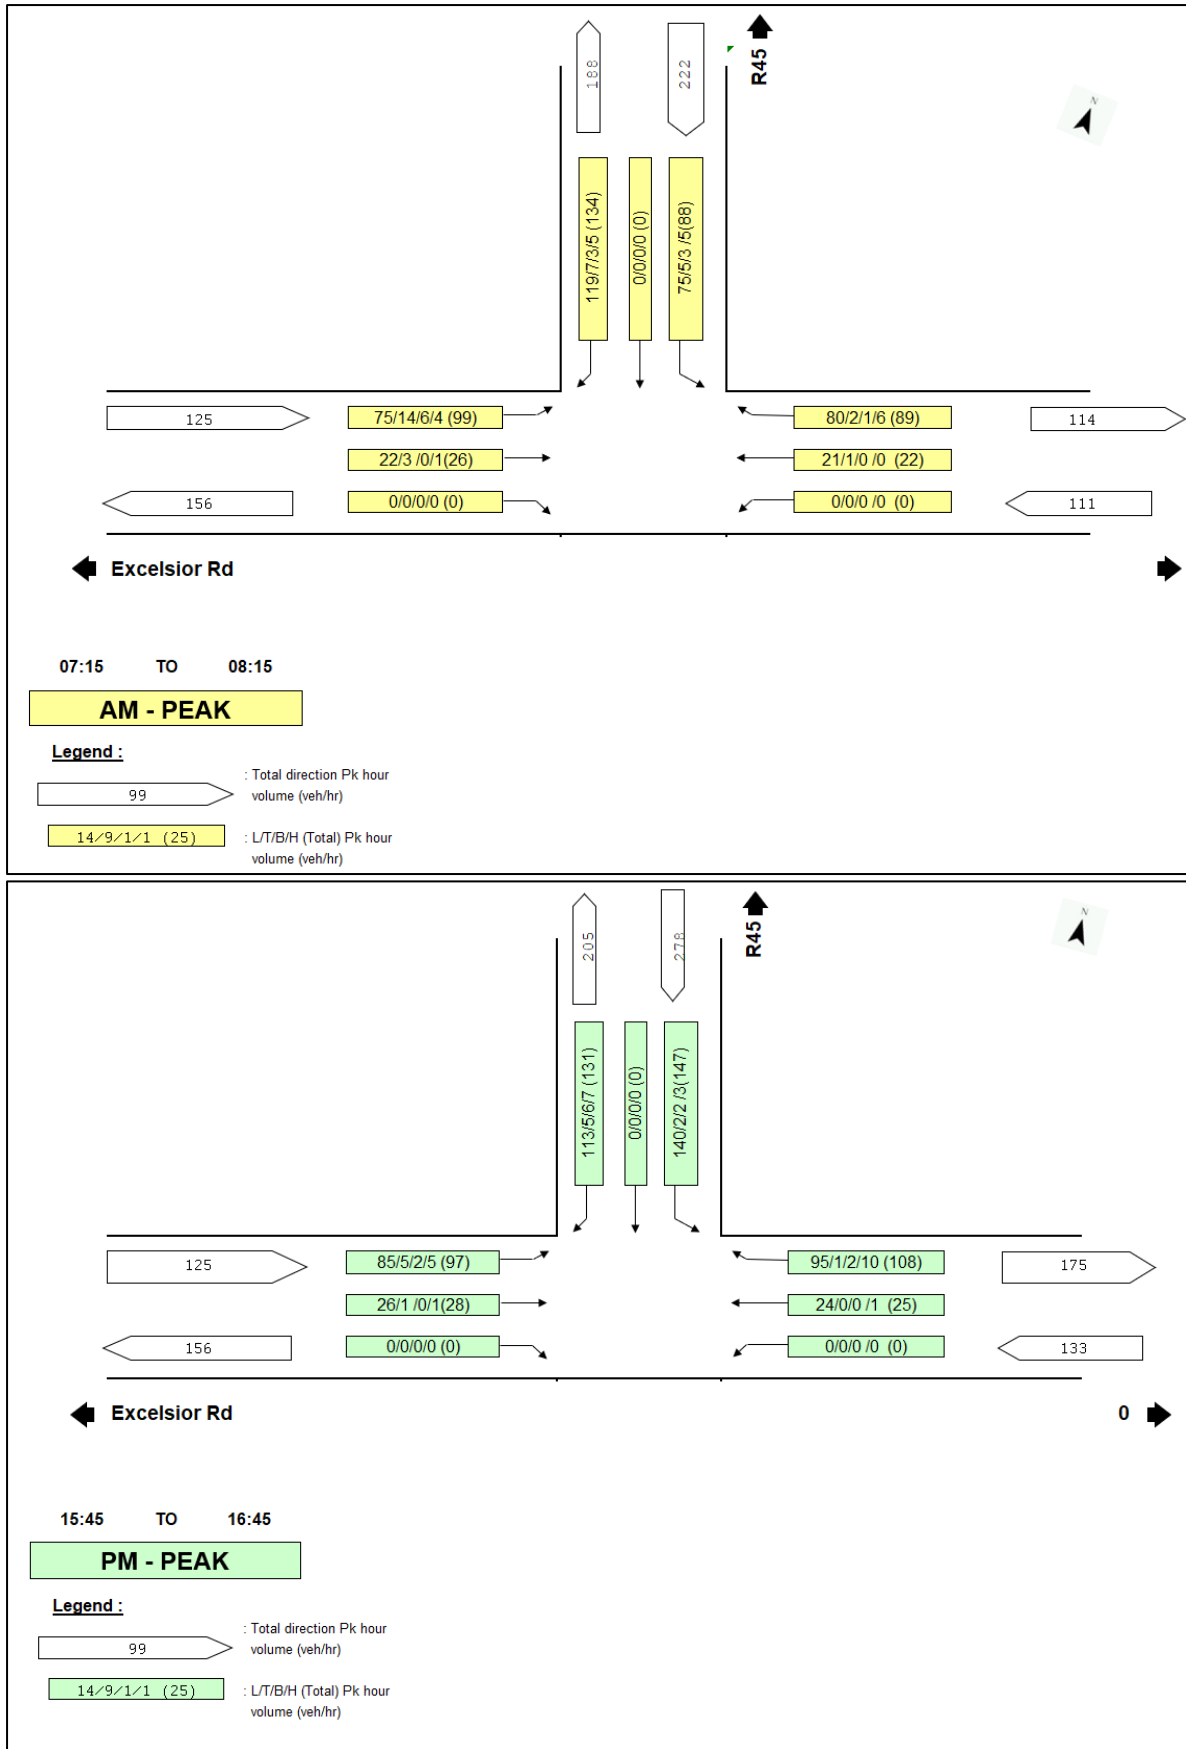 188
222
R45
N
119/7/3/5 (134)
0/0/0/0 (0)
75/5/3 /5(88)
125
75/14/6/4 (99)
80/2/1/6 (89)
114
22/3 /0/1(26)
21/1/0 /0 (22)
156
0/0/0/0 (0)
0/0/0 /0 (0)
111
Excelsior Rd
07:15 TO 08:15
AM - PEAK
Legend :
99
: Total direction Pk hour
volume (veh/hr)
14/9/1/1 (25)
: L/T/B/H (Total) Pk hour
volume (veh/hr)
205
278
R45
N
113/5/6/7 (131)
0/0/0/0 (0)
140/2/2 /3(147)
125
85/5/2/5 (97)
95/1/2/10 (108)
175
26/1 /0/1(28)
24/0/0 /1 (25)
156
0/0/0/0 (0)
0/0/0 /0 (0)
133
Excelsior Rd
0
15:45 TO 16:45
PM - PEAK
Legend :
99
: Total direction Pk hour
volume (veh/hr)
14/9/1/1 (25)
: L/T/B/H (Total) Pk hour
volume (veh/hr)